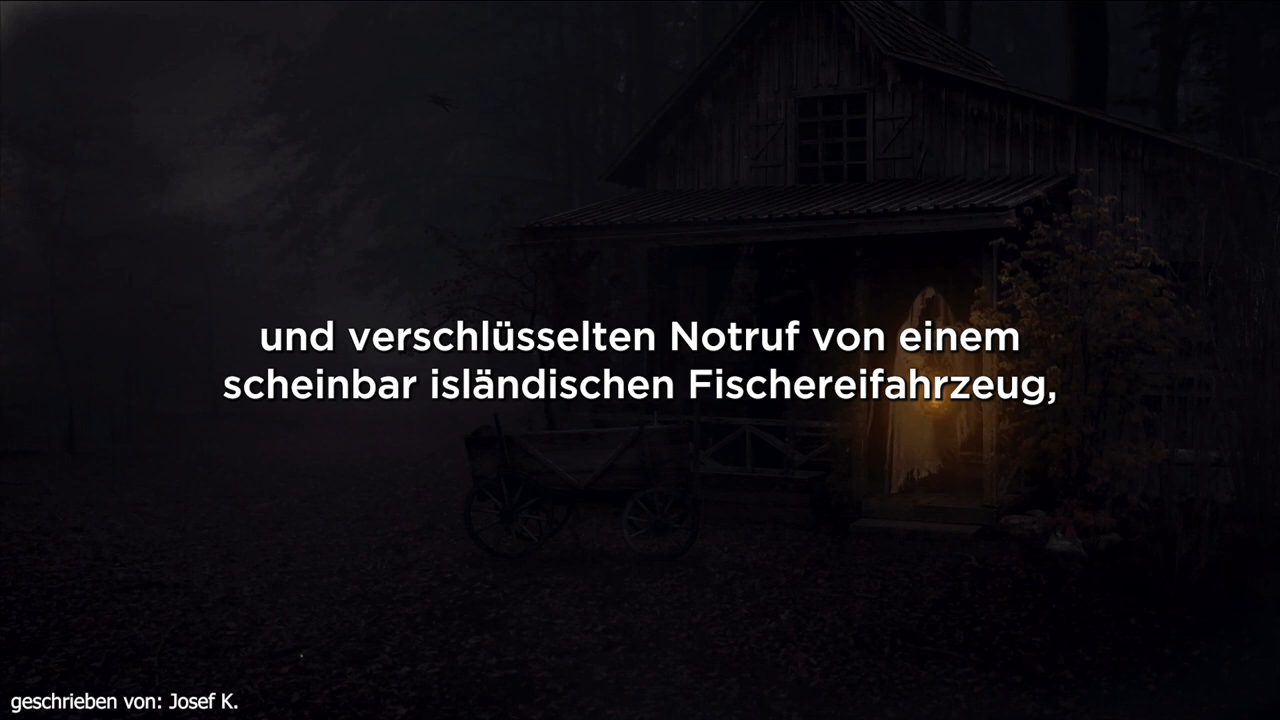 und verschlüsselten Notruf von einem
scheinbar isländischen Fischereifahrzeug,
geschrieben von: Josef K.